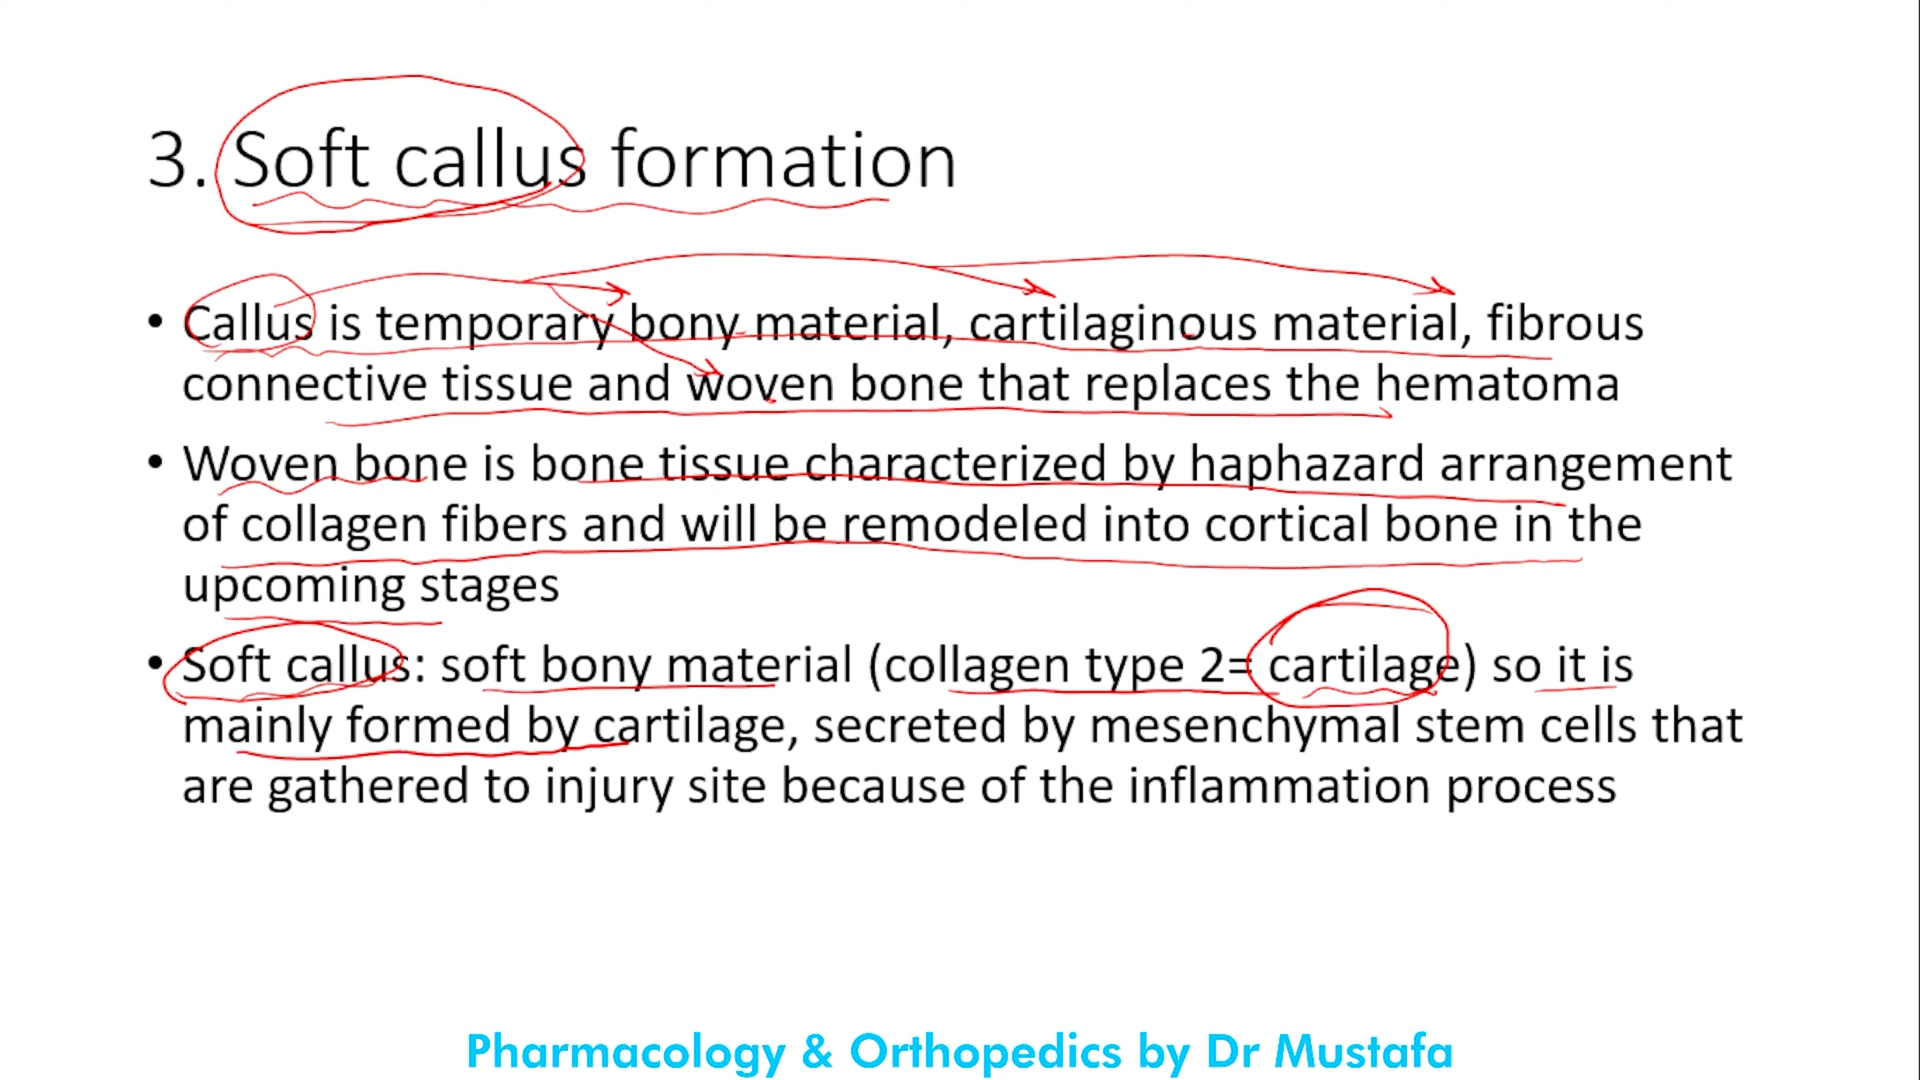 3. Soft callus formation
• Callus is temporary bony material, cartilaginous material, fibrous
connective tissue and woven bone that replaces the hematoma
• Woven bone is bone tissue characterized by haphazard arrangement
of collagen fibers and will be remodeled into cortical bone in the
upcoming stages
• Soft callus: soft bony material (collagen type 2= cartilage) so it is
mainly formed by cartilage, secreted by mesenchymal stem cells that
are gathered to injury site because of the inflammation process
Pharmacology & Orthopedics by Dr Mustafa